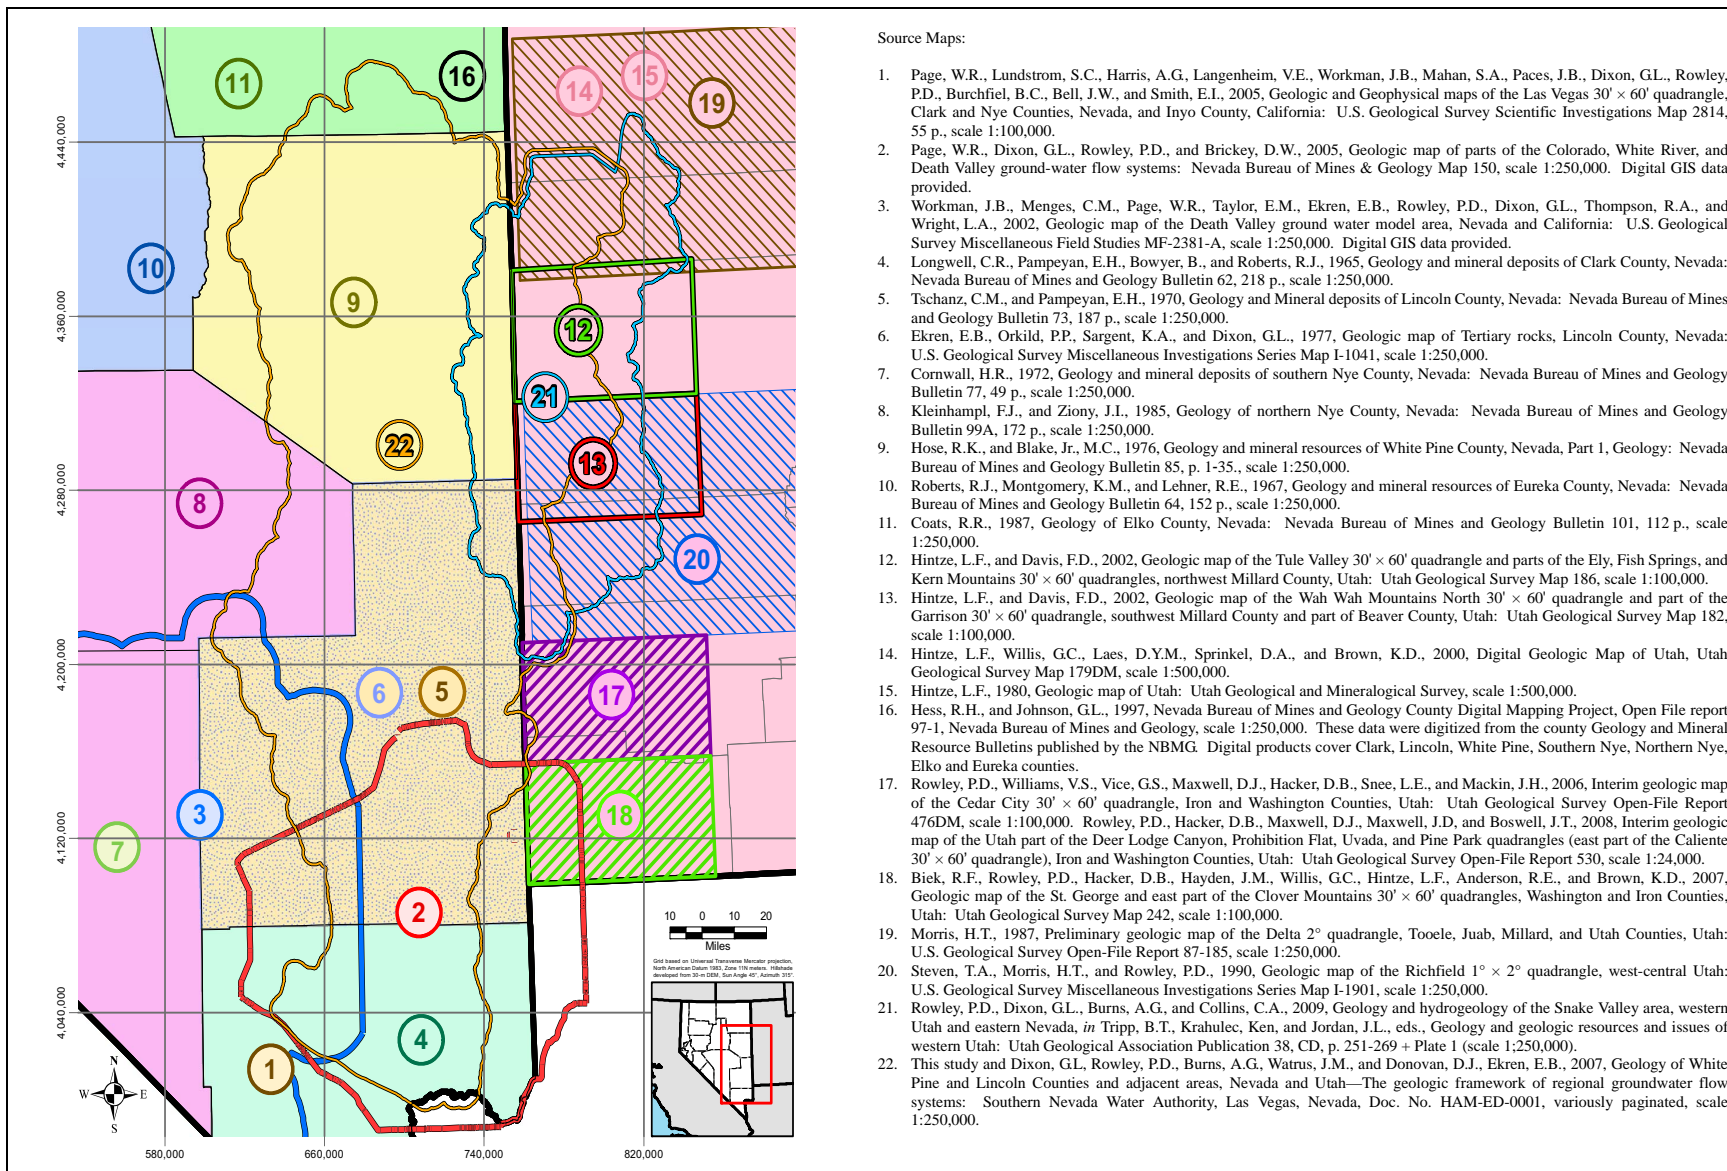 11
16
14
15
19
10
9
12
21
22
13
8
20
6
5
17
3
18
7
2
4
1
4,440,000
4,360,000
4,280,000
4,200,000
4,120,000
4,040,000
580,000
660,000
740,000
820,000
10 0 10 20
Miles
Grid based on Universal Transverse Mercator projection,
North American Datum 1983, Zone 11N meters. Hillshade
developed from 30-m DEM, Sun Angle 45°, Azimuth 315°.
N
W E
S
Source Maps:
1. Page, W.R., Lundstrom, S.C., Harris, A.G., Langenheim, V.E., Workman, J.B., Mahan, S.A., Paces, J.B., Dixon, G.L., Rowley,
P.D., Burchfiel, B.C., Bell, J.W., and Smith, E.I., 2005, Geologic and Geophysical maps of the Las Vegas 30' × 60' quadrangle,
Clark and Nye Counties, Nevada, and Inyo County, California: U.S. Geological Survey Scientific Investigations Map 2814,
55 p., scale 1:100,000.
2. Page, W.R., Dixon, G.L., Rowley, P.D., and Brickey, D.W., 2005, Geologic map of parts of the Colorado, White River, and
Death Valley ground-water flow systems: Nevada Bureau of Mines & Geology Map 150, scale 1:250,000. Digital GIS data
provided.
3. Workman, J.B., Menges, C.M., Page, W.R., Taylor, E.M., Ekren, E.B., Rowley, P.D., Dixon, G.L., Thompson, R.A., and
Wright, L.A., 2002, Geologic map of the Death Valley ground water model area, Nevada and California: U.S. Geological
Survey Miscellaneous Field Studies MF-2381-A, scale 1:250,000. Digital GIS data provided.
4. Longwell, C.R., Pampeyan, E.H., Bowyer, B., and Roberts, R.J., 1965, Geology and mineral deposits of Clark County, Nevada:
Nevada Bureau of Mines and Geology Bulletin 62, 218 p., scale 1:250,000.
5. Tschanz, C.M., and Pampeyan, E.H., 1970, Geology and Mineral deposits of Lincoln County, Nevada: Nevada Bureau of Mines
and Geology Bulletin 73, 187 p., scale 1:250,000.
6. Ekren, E.B., Orkild, P.P., Sargent, K.A., and Dixon, G.L., 1977, Geologic map of Tertiary rocks, Lincoln County, Nevada:
U.S. Geological Survey Miscellaneous Investigations Series Map I-1041, scale 1:250,000.
7. Cornwall, H.R., 1972, Geology and mineral deposits of southern Nye County, Nevada: Nevada Bureau of Mines and Geology
Bulletin 77, 49 p., scale 1:250,000.
8. Kleinhampl, F.J., and Ziony, J.I., 1985, Geology of northern Nye County, Nevada: Nevada Bureau of Mines and Geology
Bulletin 99A, 172 p., scale 1:250,000.
9. Hose, R.K., and Blake, Jr., M.C., 1976, Geology and mineral resources of White Pine County, Nevada, Part 1, Geology: Nevada
Bureau of Mines and Geology Bulletin 85, p. 1-35., scale 1:250,000.
10. Roberts, R.J., Montgomery, K.M., and Lehner, R.E., 1967, Geology and mineral resources of Eureka County, Nevada: Nevada
Bureau of Mines and Geology Bulletin 64, 152 p., scale 1:250,000.
11. Coats, R.R., 1987, Geology of Elko County, Nevada: Nevada Bureau of Mines and Geology Bulletin 101, 112 p., scale
1:250,000.
12. Hintze, L.F., and Davis, F.D., 2002, Geologic map of the Tule Valley 30' × 60' quadrangle and parts of the Ely, Fish Springs, and
Kern Mountains 30' × 60' quadrangles, northwest Millard County, Utah: Utah Geological Survey Map 186, scale 1:100,000.
13. Hintze, L.F., and Davis, F.D., 2002, Geologic map of the Wah Wah Mountains North 30' × 60' quadrangle and part of the
Garrison 30' × 60' quadrangle, southwest Millard County and part of Beaver County, Utah: Utah Geological Survey Map 182,
scale 1:100,000.
14. Hintze, L.F., Willis, G.C., Laes, D.Y.M., Sprinkel, D.A., and Brown, K.D., 2000, Digital Geologic Map of Utah, Utah
Geological Survey Map 179DM, scale 1:500,000.
15. Hintze, L.F., 1980, Geologic map of Utah: Utah Geological and Mineralogical Survey, scale 1:500,000.
16. Hess, R.H., and Johnson, G.L., 1997, Nevada Bureau of Mines and Geology County Digital Mapping Project, Open File report
97-1, Nevada Bureau of Mines and Geology, scale 1:250,000. These data were digitized from the county Geology and Mineral
Resource Bulletins published by the NBMG. Digital products cover Clark, Lincoln, White Pine, Southern Nye, Northern Nye,
Elko and Eureka counties.
17. Rowley, P.D., Williams, V.S., Vice, G.S., Maxwell, D.J., Hacker, D.B., Snee, L.E., and Mackin, J.H., 2006, Interim geologic map
of the Cedar City 30' × 60' quadrangle, Iron and Washington Counties, Utah: Utah Geological Survey Open-File Report
476DM, scale 1:100,000. Rowley, P.D., Hacker, D.B., Maxwell, D.J., Maxwell, J.D, and Boswell, J.T., 2008, Interim geologic
map of the Utah part of the Deer Lodge Canyon, Prohibition Flat, Uvada, and Pine Park quadrangles (east part of the Caliente
30' × 60' quadrangle), Iron and Washington Counties, Utah: Utah Geological Survey Open-File Report 530, scale 1:24,000.
18. Biek, R.F., Rowley, P.D., Hacker, D.B., Hayden, J.M., Willis, G.C., Hintze, L.F., Anderson, R.E., and Brown, K.D., 2007,
Geologic map of the St. George and east part of the Clover Mountains 30' × 60' quadrangles, Washington and Iron Counties,
Utah: Utah Geological Survey Map 242, scale 1:100,000.
19. Morris, H.T., 1987, Preliminary geologic map of the Delta 2° quadrangle, Tooele, Juab, Millard, and Utah Counties, Utah:
U.S. Geological Survey Open-File Report 87-185, scale 1:250,000.
20. Steven, T.A., Morris, H.T., and Rowley, P.D., 1990, Geologic map of the Richfield 1° × 2° quadrangle, west-central Utah:
U.S. Geological Survey Miscellaneous Investigations Series Map I-1901, scale 1:250,000.
21. Rowley, P.D., Dixon, G.L., Burns, A.G., and Collins, C.A., 2009, Geology and hydrogeology of the Snake Valley area, western
Utah and eastern Nevada, in Tripp, B.T., Krahulec, Ken, and Jordan, J.L., eds., Geology and geologic resources and issues of
western Utah: Utah Geological Association Publication 38, CD, p. 251-269 + Plate 1 (scale 1;250,000).
22. This study and Dixon, G.L, Rowley, P.D., Burns, A.G., Watrus, J.M., and Donovan, D.J., Ekren, E.B., 2007, Geology of White
Pine and Lincoln Counties and adjacent areas, Nevada and Utah—The geologic framework of regional groundwater flow
systems: Southern Nevada Water Authority, Las Vegas, Nevada, Doc. No. HAM-ED-0001, variously paginated, scale
1:250,000.